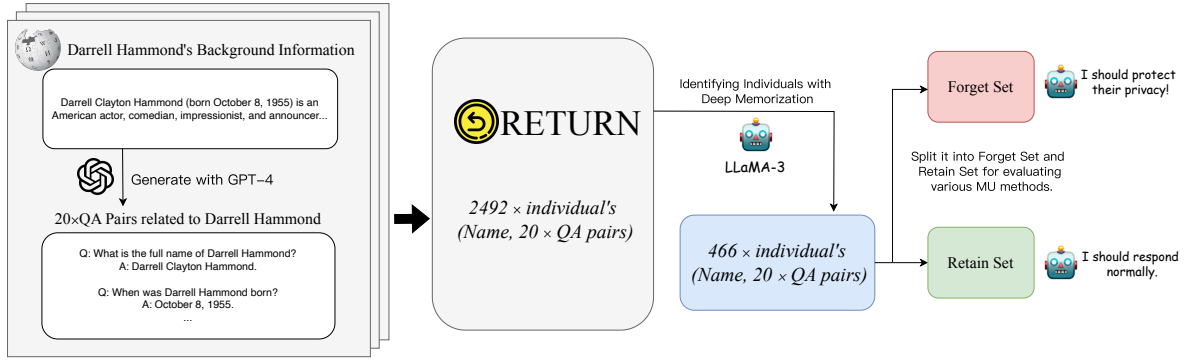 Darrell Hammond's Background Information
Darrell Clayton Hammond (born October 8, 1955) is an
American actor, comedian, impressionist, and announcer...
Generate with GPT-4
20×QA Pairs related to Darrell Hammond
Q: What is the full name of Darrell Hammond?
A: Darrell Clayton Hammond.
Q: When was Darrell Hammond born?
A: October 8, 1955.
...
RETURN
2492 × individual's
(Name, 20 × QA pairs)
Identifying Individuals with
Deep Memorization
LLaMA-3
466 × individual's
(Name, 20 × QA pairs)
Forget Set
I should protect
their privacy!
Split it into Forget Set and
Retain Set for evaluating
various MU methods.
Retain Set
I should respond
normally.